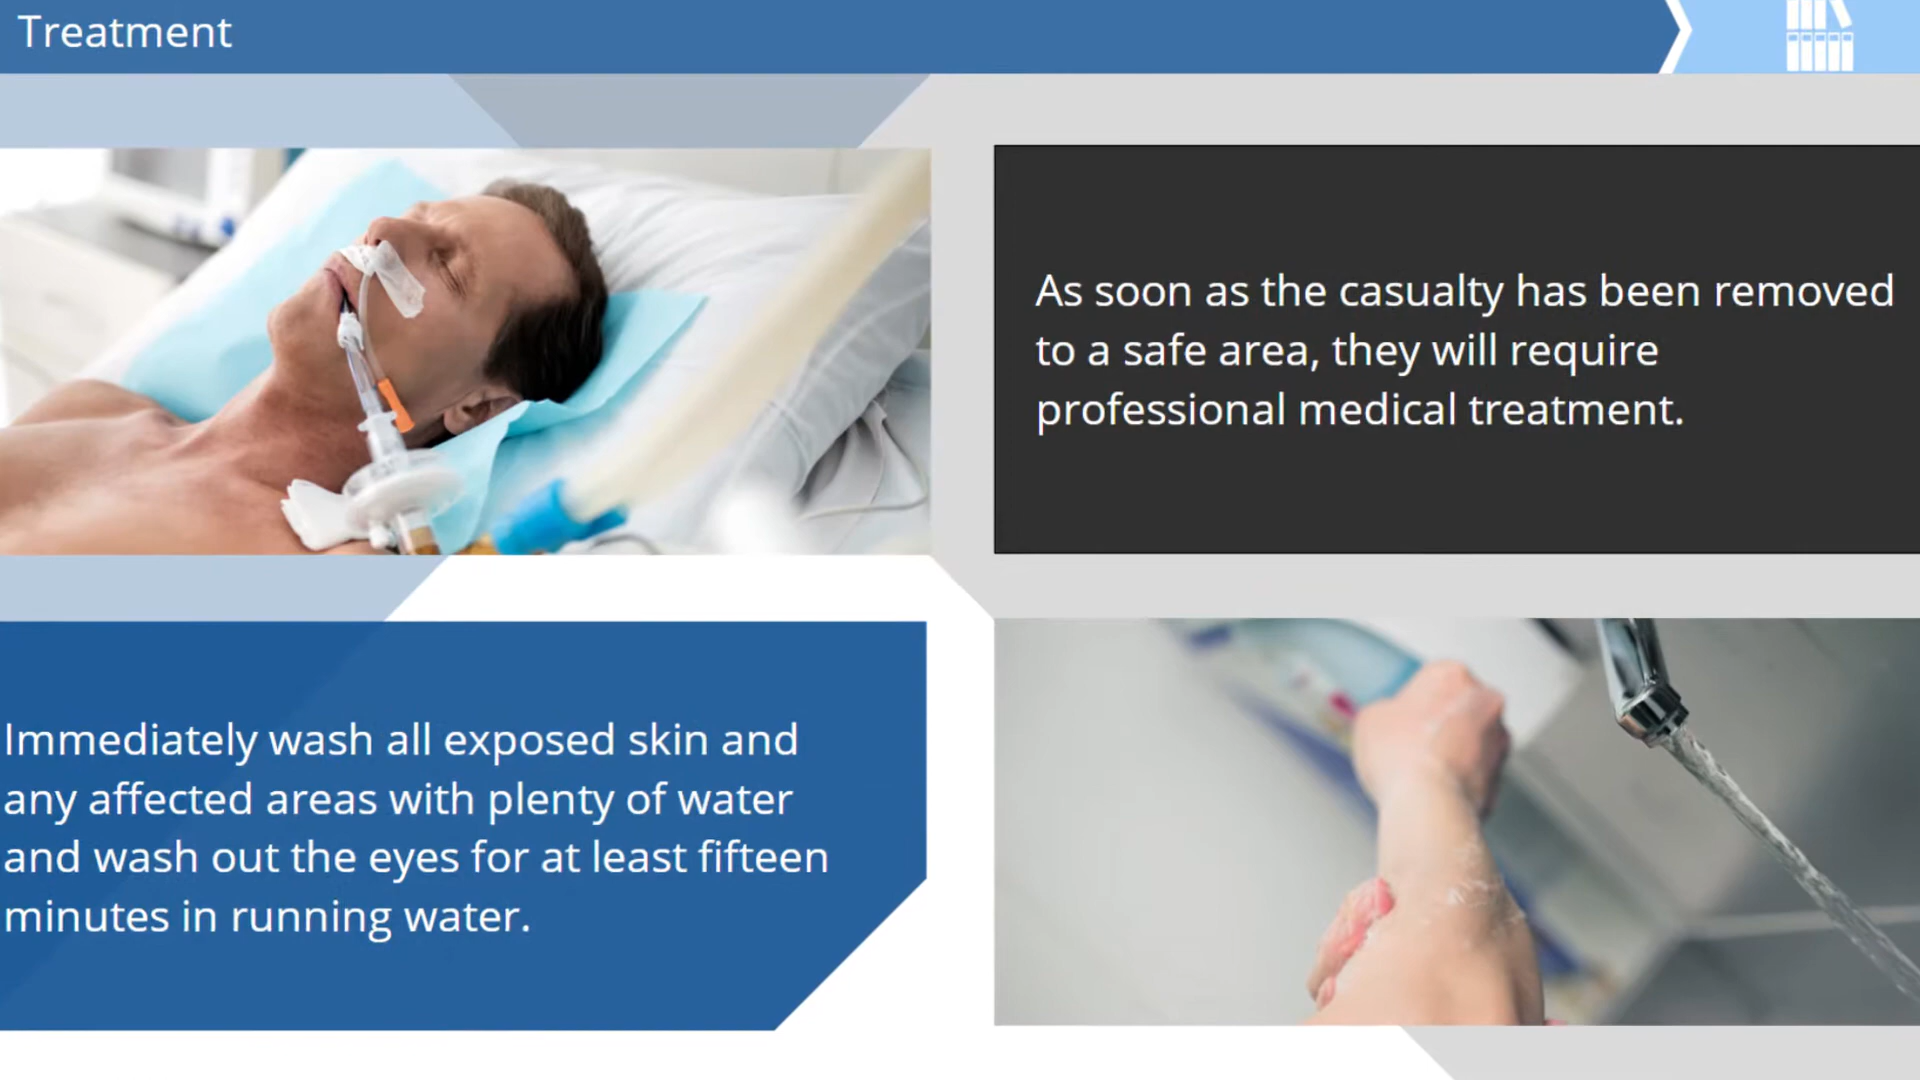 Treatment
As soon as the casualty has been removed
to a safe area, they will require
professional medical treatment.
Immediately wash all exposed skin and
any affected areas with plenty of water
and wash out the eyes for at least fifteen
minutes in running water.